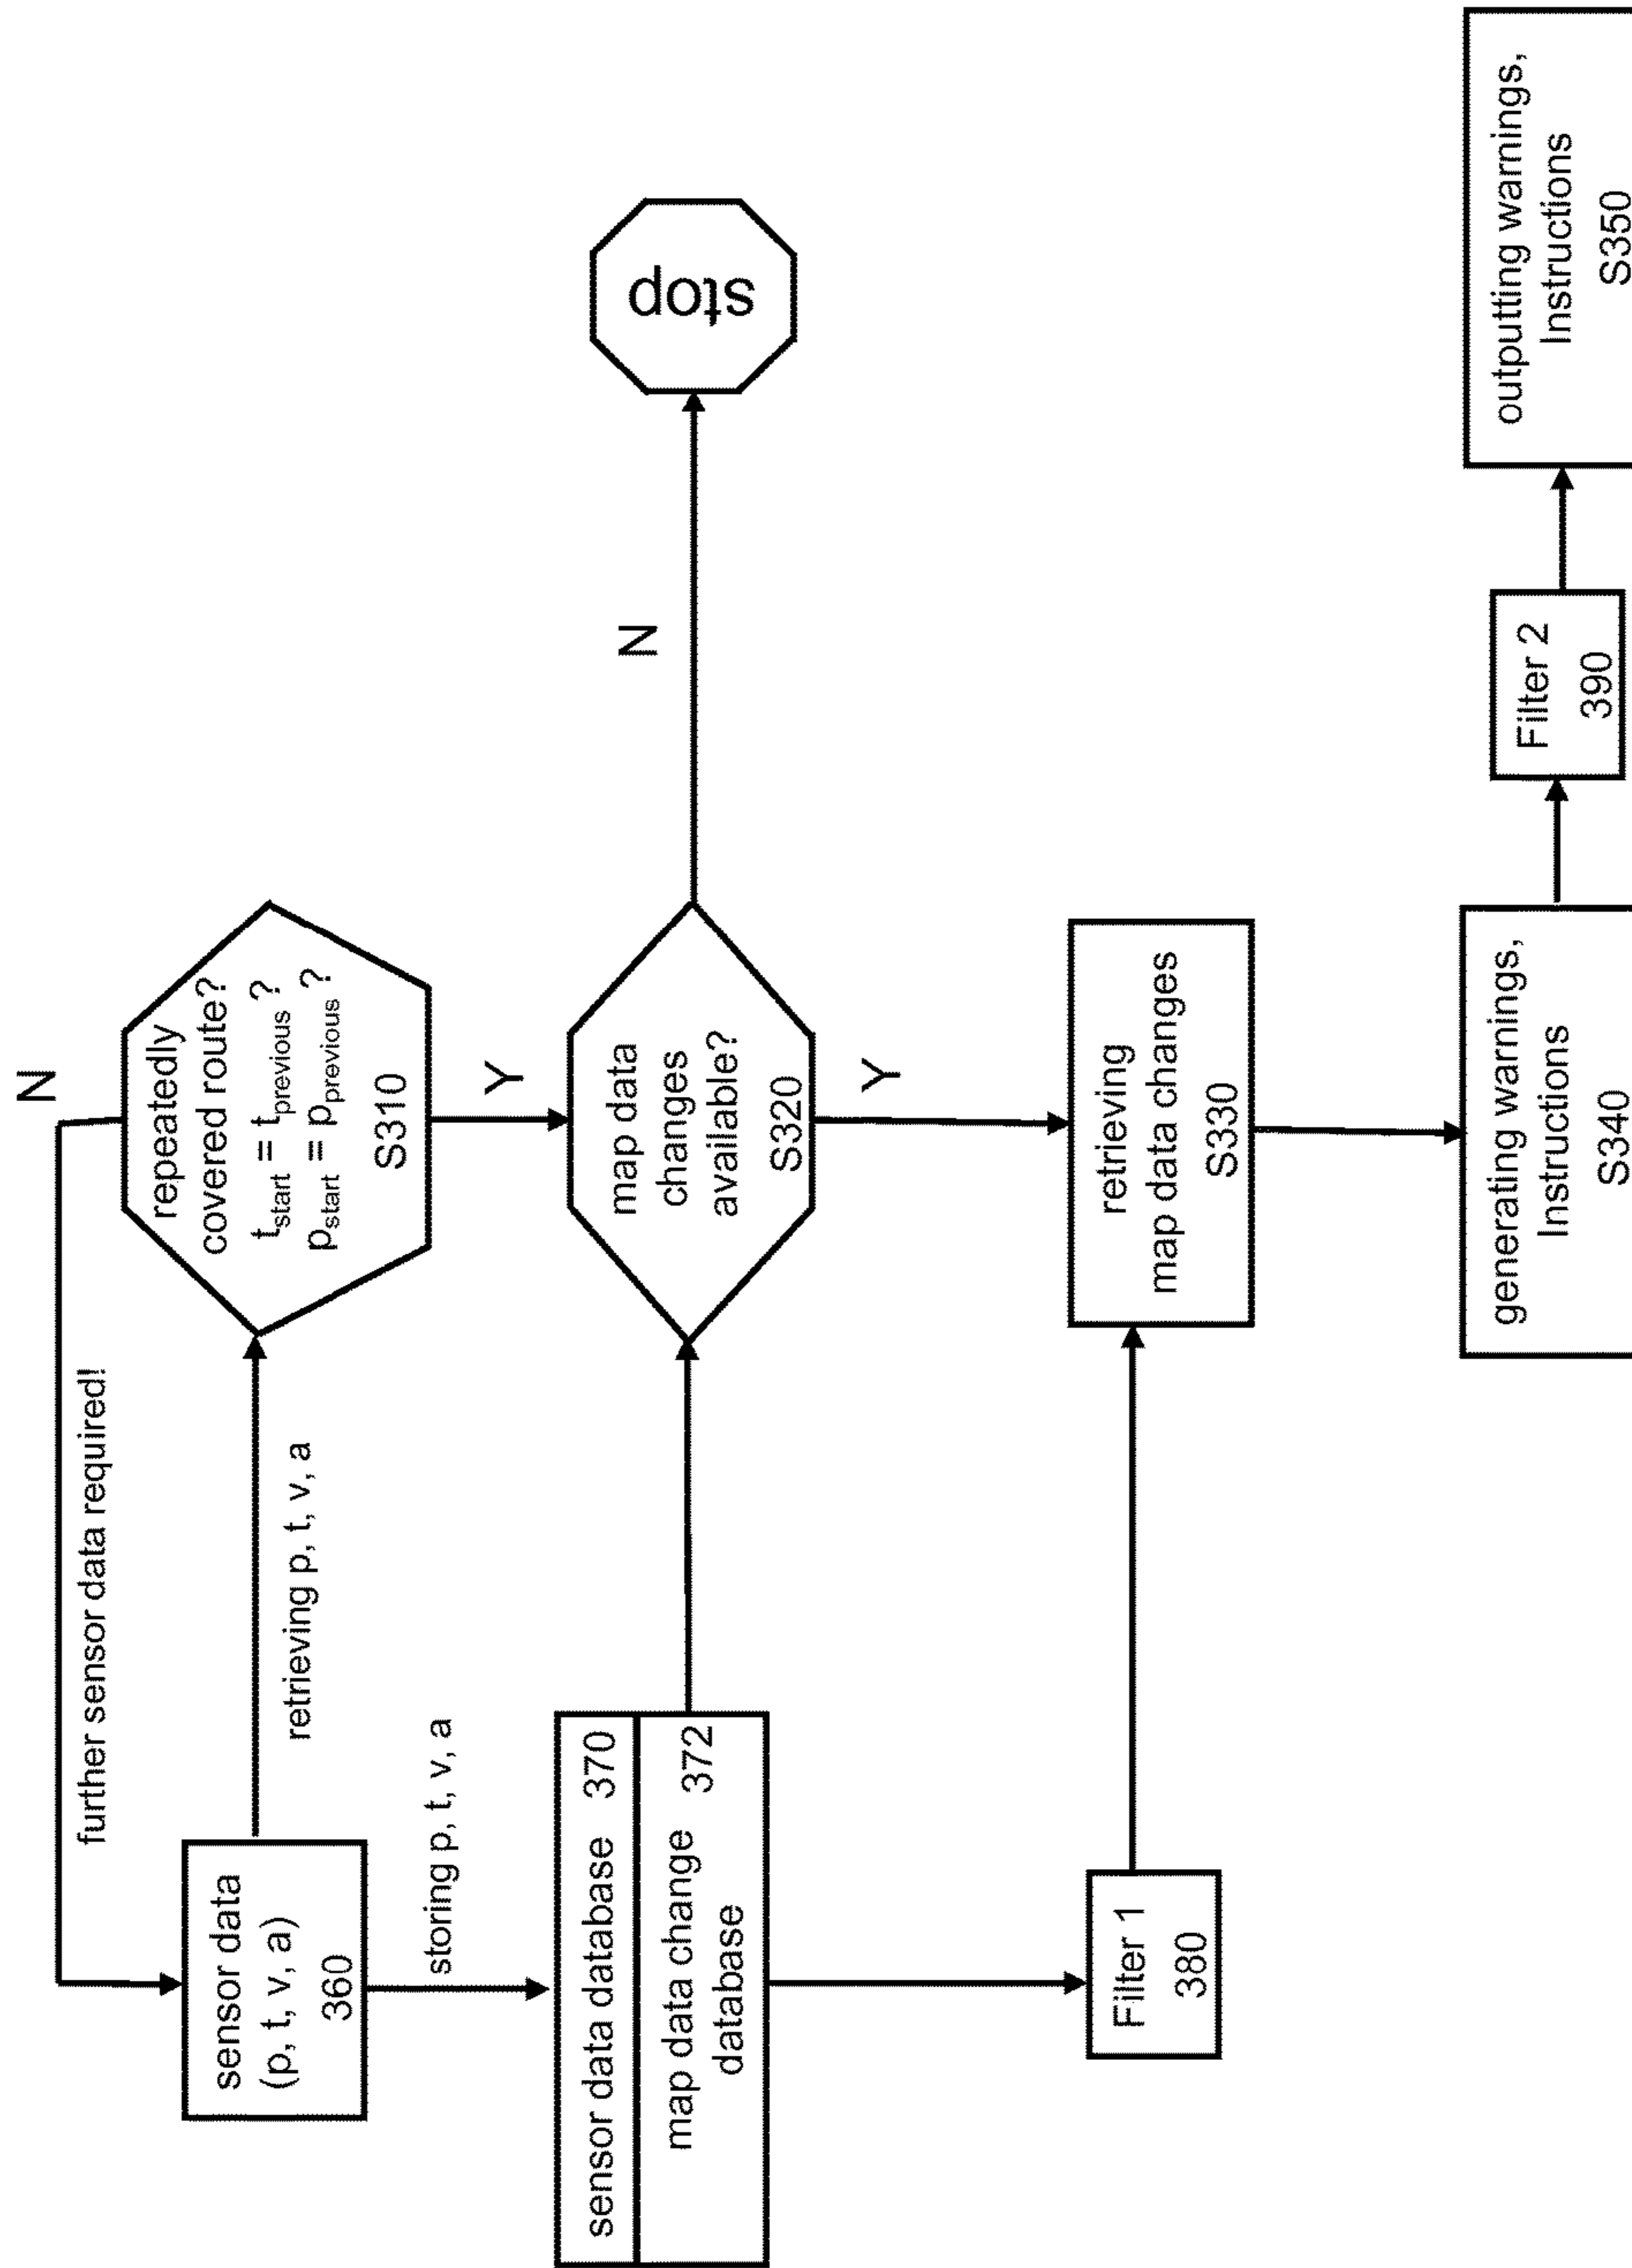 N
further sensor data required!
sensor data
(p, t, v, a)
360
retrieving p, t, v, a
repeatedly
covered route?
t_start = t_previous ?
p_start = p_previous ?
S310
storing p, t, v, a
Y
sensor data database 370
map data change 372
database
map data
changes
available?
S320
N
stop
Y
Filter 1
380
retrieving
map data changes
S330
generating warnings,
Instructions
S340
Filter 2
390
outputting warnings,
Instructions
S350